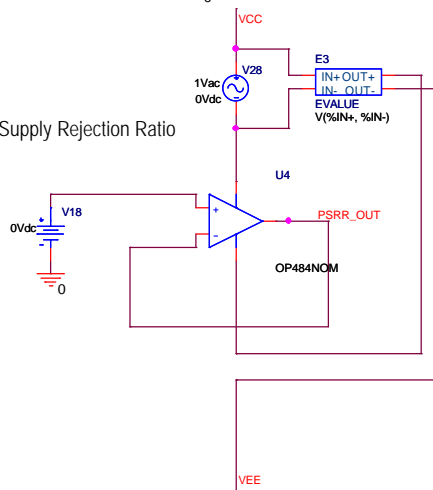 VCC
V28
1Vac
0Vdc
E3
IN+ OUT+
IN- OUT-
EVALUE
V(%IN+, %IN-)
Supply Rejection Ratio
U4
V18
0Vdc
+
-
PSRR_OUT
OP484NOM
0
VEE